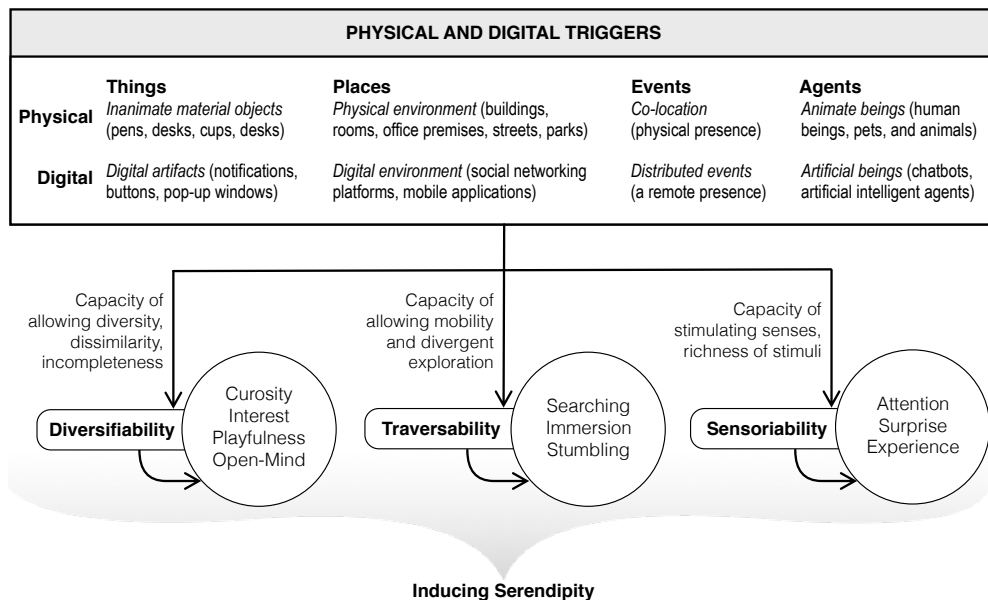 PHYSICAL AND DIGITAL TRIGGERS
Things
Places
Events
Agents
Physical
Inanimate material objects
(pens, desks, cups, desks)
Physical environment (buildings,
rooms, office premises, streets, parks)
Co-location
(physical presence)
Animate beings (human
beings, pets, and animals)
Digital
Digital artifacts (notifications,
buttons, pop-up windows)
Digital environment (social networking
platforms, mobile applications)
Distributed events
(a remote presence)
Artificial beings (chatbots,
artificial intelligent agents)
Capacity of
allowing diversity,
dissimilarity,
incompleteness
Diversifiability
Curosity
Interest
Playfulness
Open-Mind
Capacity of
allowing mobility
and divergent
exploration
Traversability
Searching
Immersion
Stumbling
Capacity of
stimulating senses,
richness of stimuli
Sensoriability
Attention
Surprise
Experience
Inducing Serendipity